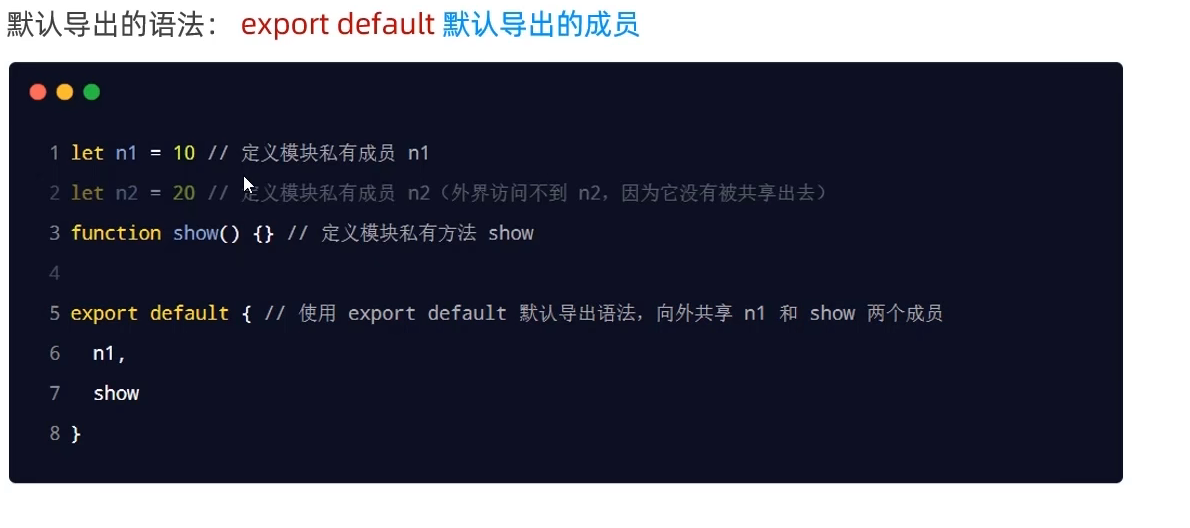 默认导出的语法： export default 默认导出的成员
1 let n1 = 10 // 定义模块私有成员 n1
2 let n2 = 20 // 定义模块私有成员 n2（外界访问不到 n2，因为它没有被共享出去）
3 function show() {} // 定义模块私有方法 show
4
5 export default { // 使用 export default 默认导出语法，向外共享 n1 和 show 两个成员
6   n1,
7   show
8 }